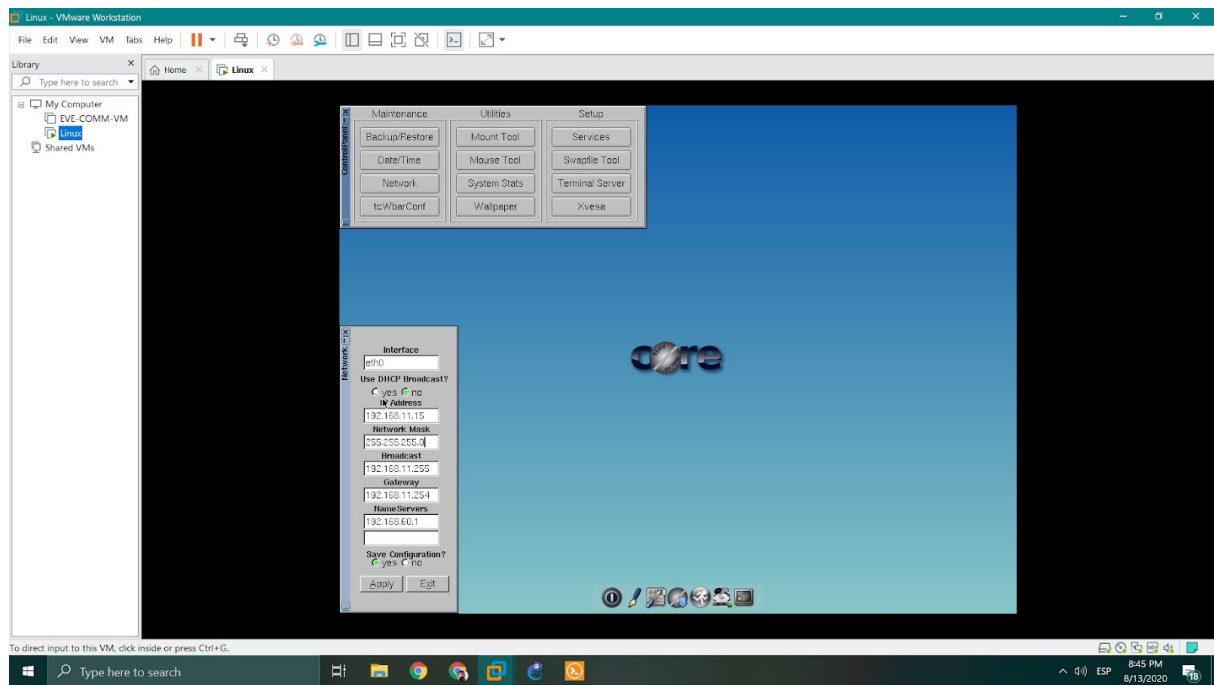 Linux - VMware Workstation
File Edit View VM Tabs Help
Library
Home
Linux
Type here to search
My Computer
EVE-COMM-VM
Linux
Shared VMs
ControlPanel
Maintenance Utilities Setup
Backup/Restore Mount Tool Services
Date/Time Mouse Tool Swapfile Tool
Network System Stats Terminal Server
tcWbarConf Wallpaper Xvesa
core
Network
Interface
eth0
Use DHCP Broadcast?
yes no
IP Address
192.168.11.15
Network Mask
255.255.255.0
Broadcast
192.168.11.255
Gateway
192.168.11.254
NameServers
192.168.60.1
Save Configuration?
yes no
Apply Exit
To direct input to this VM, click inside or press Ctrl+G.
Type here to search
ESP
8:45 PM
8/13/2020
18